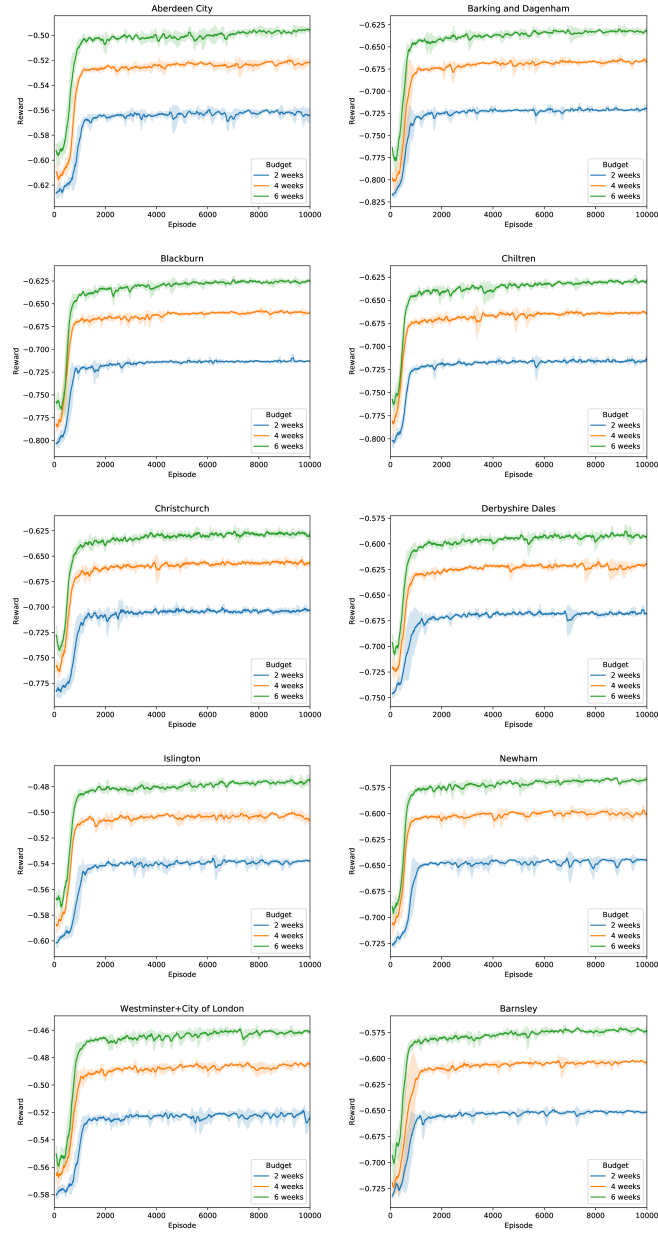 Aberdeen City
−0.50
−0.52
−0.54
−0.56
−0.58
−0.60
−0.62
Reward
Budget
2 weeks
4 weeks
6 weeks
0 2000 4000 6000 8000 10000
Episode
Barking and Dagenham
−0.625
−0.650
−0.675
−0.700
−0.725
−0.750
−0.775
−0.800
−0.825
Reward
Budget
2 weeks
4 weeks
6 weeks
0 2000 4000 6000 8000 10000
Episode
Blackburn
−0.625
−0.650
−0.675
−0.700
−0.725
−0.750
−0.775
−0.800
Reward
Budget
2 weeks
4 weeks
6 weeks
0 2000 4000 6000 8000 10000
Episode
Chiltren
−0.625
−0.650
−0.675
−0.700
−0.725
−0.750
−0.775
−0.800
Reward
Budget
2 weeks
4 weeks
6 weeks
0 2000 4000 6000 8000 10000
Episode
Christchurch
−0.625
−0.650
−0.675
−0.700
−0.725
−0.750
−0.775
Reward
Budget
2 weeks
4 weeks
6 weeks
0 2000 4000 6000 8000 10000
Episode
Derbyshire Dales
−0.575
−0.600
−0.625
−0.650
−0.675
−0.700
−0.725
−0.750
Reward
Budget
2 weeks
4 weeks
6 weeks
0 2000 4000 6000 8000 10000
Episode
Islington
−0.48
−0.50
−0.52
−0.54
−0.56
−0.58
−0.60
Reward
Budget
2 weeks
4 weeks
6 weeks
0 2000 4000 6000 8000 10000
Episode
Newham
−0.575
−0.600
−0.625
−0.650
−0.675
−0.700
−0.725
Reward
Budget
2 weeks
4 weeks
6 weeks
0 2000 4000 6000 8000 10000
Episode
Westminster+City of London
−0.46
−0.48
−0.50
−0.52
−0.54
−0.56
−0.58
Reward
Budget
2 weeks
4 weeks
6 weeks
0 2000 4000 6000 8000 10000
Episode
Barnsley
−0.575
−0.600
−0.625
−0.650
−0.675
−0.700
−0.725
Reward
Budget
2 weeks
4 weeks
6 weeks
0 2000 4000 6000 8000 10000
Episode